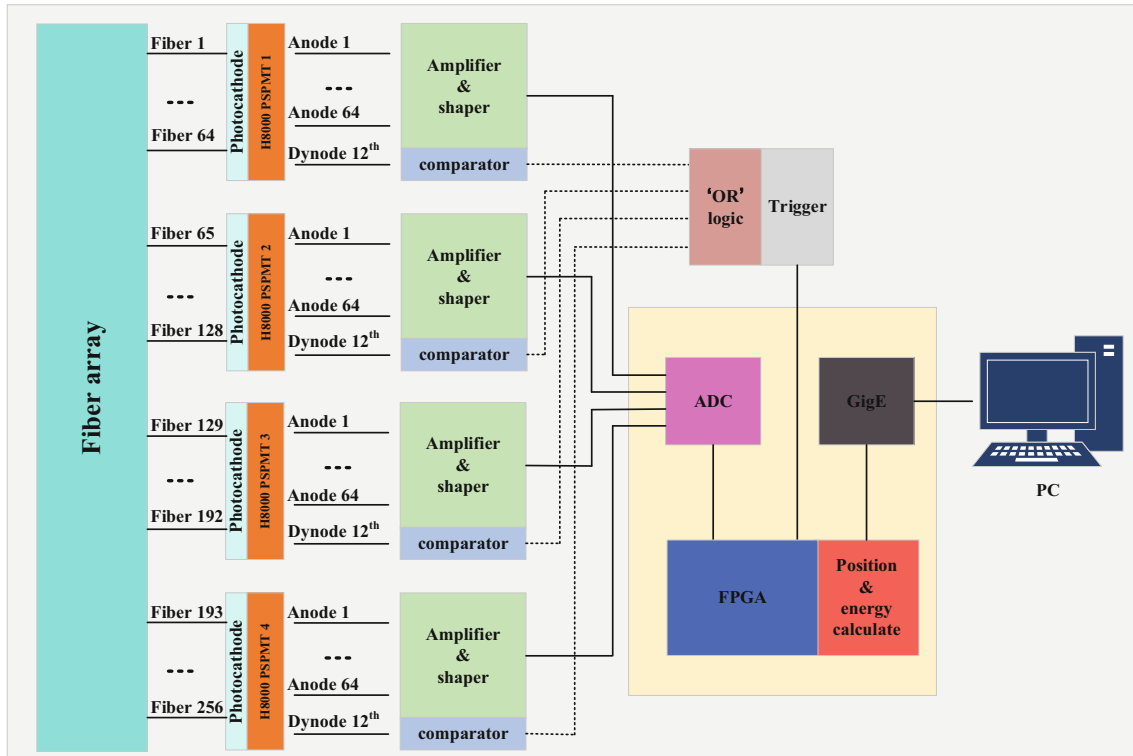 Fiber array
Fiber 1
---
Fiber 64
Photocathode
H8000 PSPMT 1
Anode 1
---
Anode 64
Dynode 12th
Amplifier
&
shaper
comparator
Fiber 65
---
Fiber 128
Photocathode
H8000 PSPMT 2
Anode 1
---
Anode 64
Dynode 12th
Amplifier
&
shaper
comparator
Fiber 129
---
Fiber 192
Photocathode
H8000 PSPMT 3
Anode 1
---
Anode 64
Dynode 12th
Amplifier
&
shaper
comparator
Fiber 193
---
Fiber 256
Photocathode
H8000 PSPMT 4
Anode 1
---
Anode 64
Dynode 12th
Amplifier
&
shaper
comparator
‘OR’
logic
Trigger
ADC
GigE
FPGA
Position
&
energy
calculate
PC